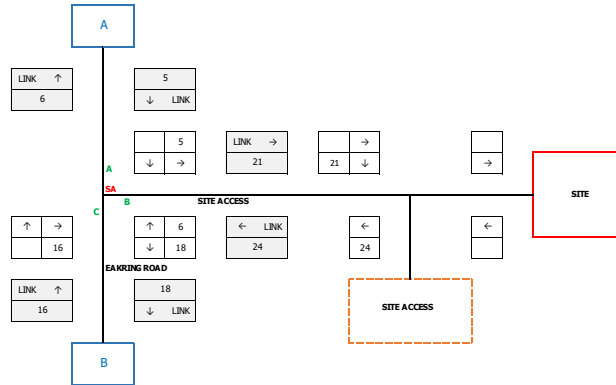 A
LINK ↑
6
5
↓ LINK
5
↓ →
LINK →
21
→
21 ↓
→
A
SA
B
C
SITE ACCESS
SITE
↑ →
16
↑ 6
↓ 18
← LINK
24
←
24
←
EAKRING ROAD
LINK ↑
16
18
↓ LINK
SITE ACCESS
B